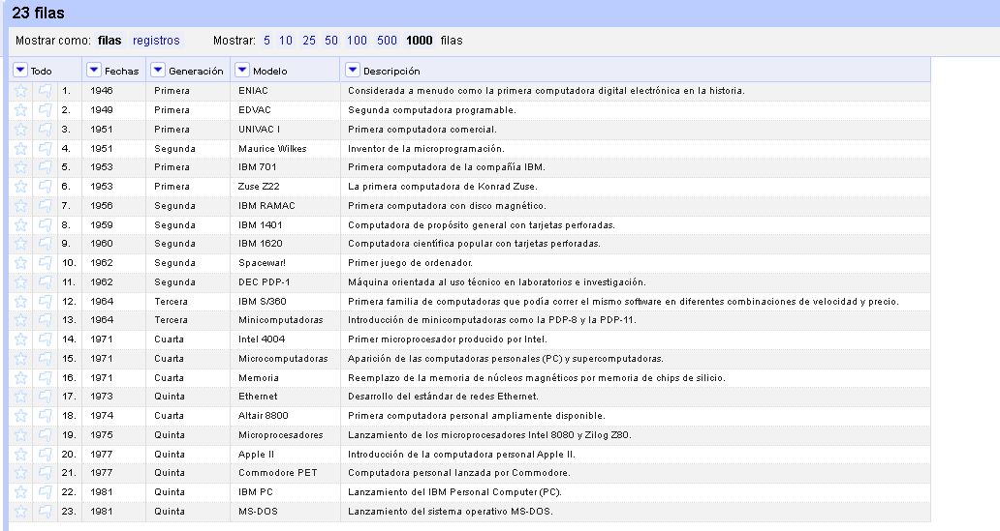 23 filas
Mostrar como: filas registros Mostrar: 5 10 25 50 100 500 1000 filas
Todo Fechas Generación Modelo Descripción
1. 1946 Primera ENIAC Considerada a menudo como la primera computadora digital electrónica en la historia.
2. 1949 Primera EDVAC Segunda computadora programable.
3. 1951 Primera UNIVAC I Primera computadora comercial.
4. 1951 Segunda Maurice Wilkes Inventor de la microprogramación.
5. 1953 Primera IBM 701 Primera computadora de la compañía IBM.
6. 1953 Primera Zuse Z22 La primera computadora de Konrad Zuse.
7. 1956 Segunda IBM RAMAC Primera computadora con disco magnético.
8. 1959 Segunda IBM 1401 Computadora de propósito general con tarjetas perforadas.
9. 1960 Segunda IBM 1620 Computadora científica popular con tarjetas perforadas.
10. 1962 Segunda Spacewar! Primer juego de ordenador.
11. 1962 Segunda DEC PDP-1 Máquina orientada al uso técnico en laboratorios e investigación.
12. 1964 Tercera IBM S/360 Primera familia de computadoras que podía correr el mismo software en diferentes combinaciones de velocidad y precio.
13. 1964 Tercera Minicomputadoras Introducción de minicomputadoras como la PDP-8 y la PDP-11.
14. 1971 Cuarta Intel 4004 Primer microprocesador producido por Intel.
15. 1971 Cuarta Microcomputadoras Aparición de las computadoras personales (PC) y supercomputadoras.
16. 1971 Cuarta Memoria Reemplazo de la memoria de núcleos magnéticos por memoria de chips de silicio.
17. 1973 Quinta Ethernet Desarrollo del estándar de redes Ethernet.
18. 1974 Cuarta Altair 8800 Primera computadora personal ampliamente disponible.
19. 1975 Quinta Microprocesadores Lanzamiento de los microprocesadores Intel 8080 y Zilog Z80.
20. 1977 Quinta Apple II Introducción de la computadora personal Apple II.
21. 1977 Quinta Commodore PET Computadora personal lanzada por Commodore.
22. 1981 Quinta IBM PC Lanzamiento del IBM Personal Computer (PC).
23. 1981 Quinta MS-DOS Lanzamiento del sistema operativo MS-DOS.